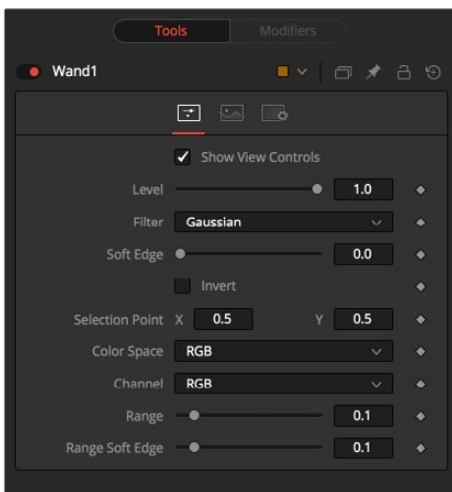 Tools Modifiers
Wand1
Show View Controls
Level 1.0
Filter Gaussian
Soft Edge 0.0
Invert
Selection Point X 0.5 Y 0.5
Color Space RGB
Channel RGB
Range 0.1
Range Soft Edge 0.1